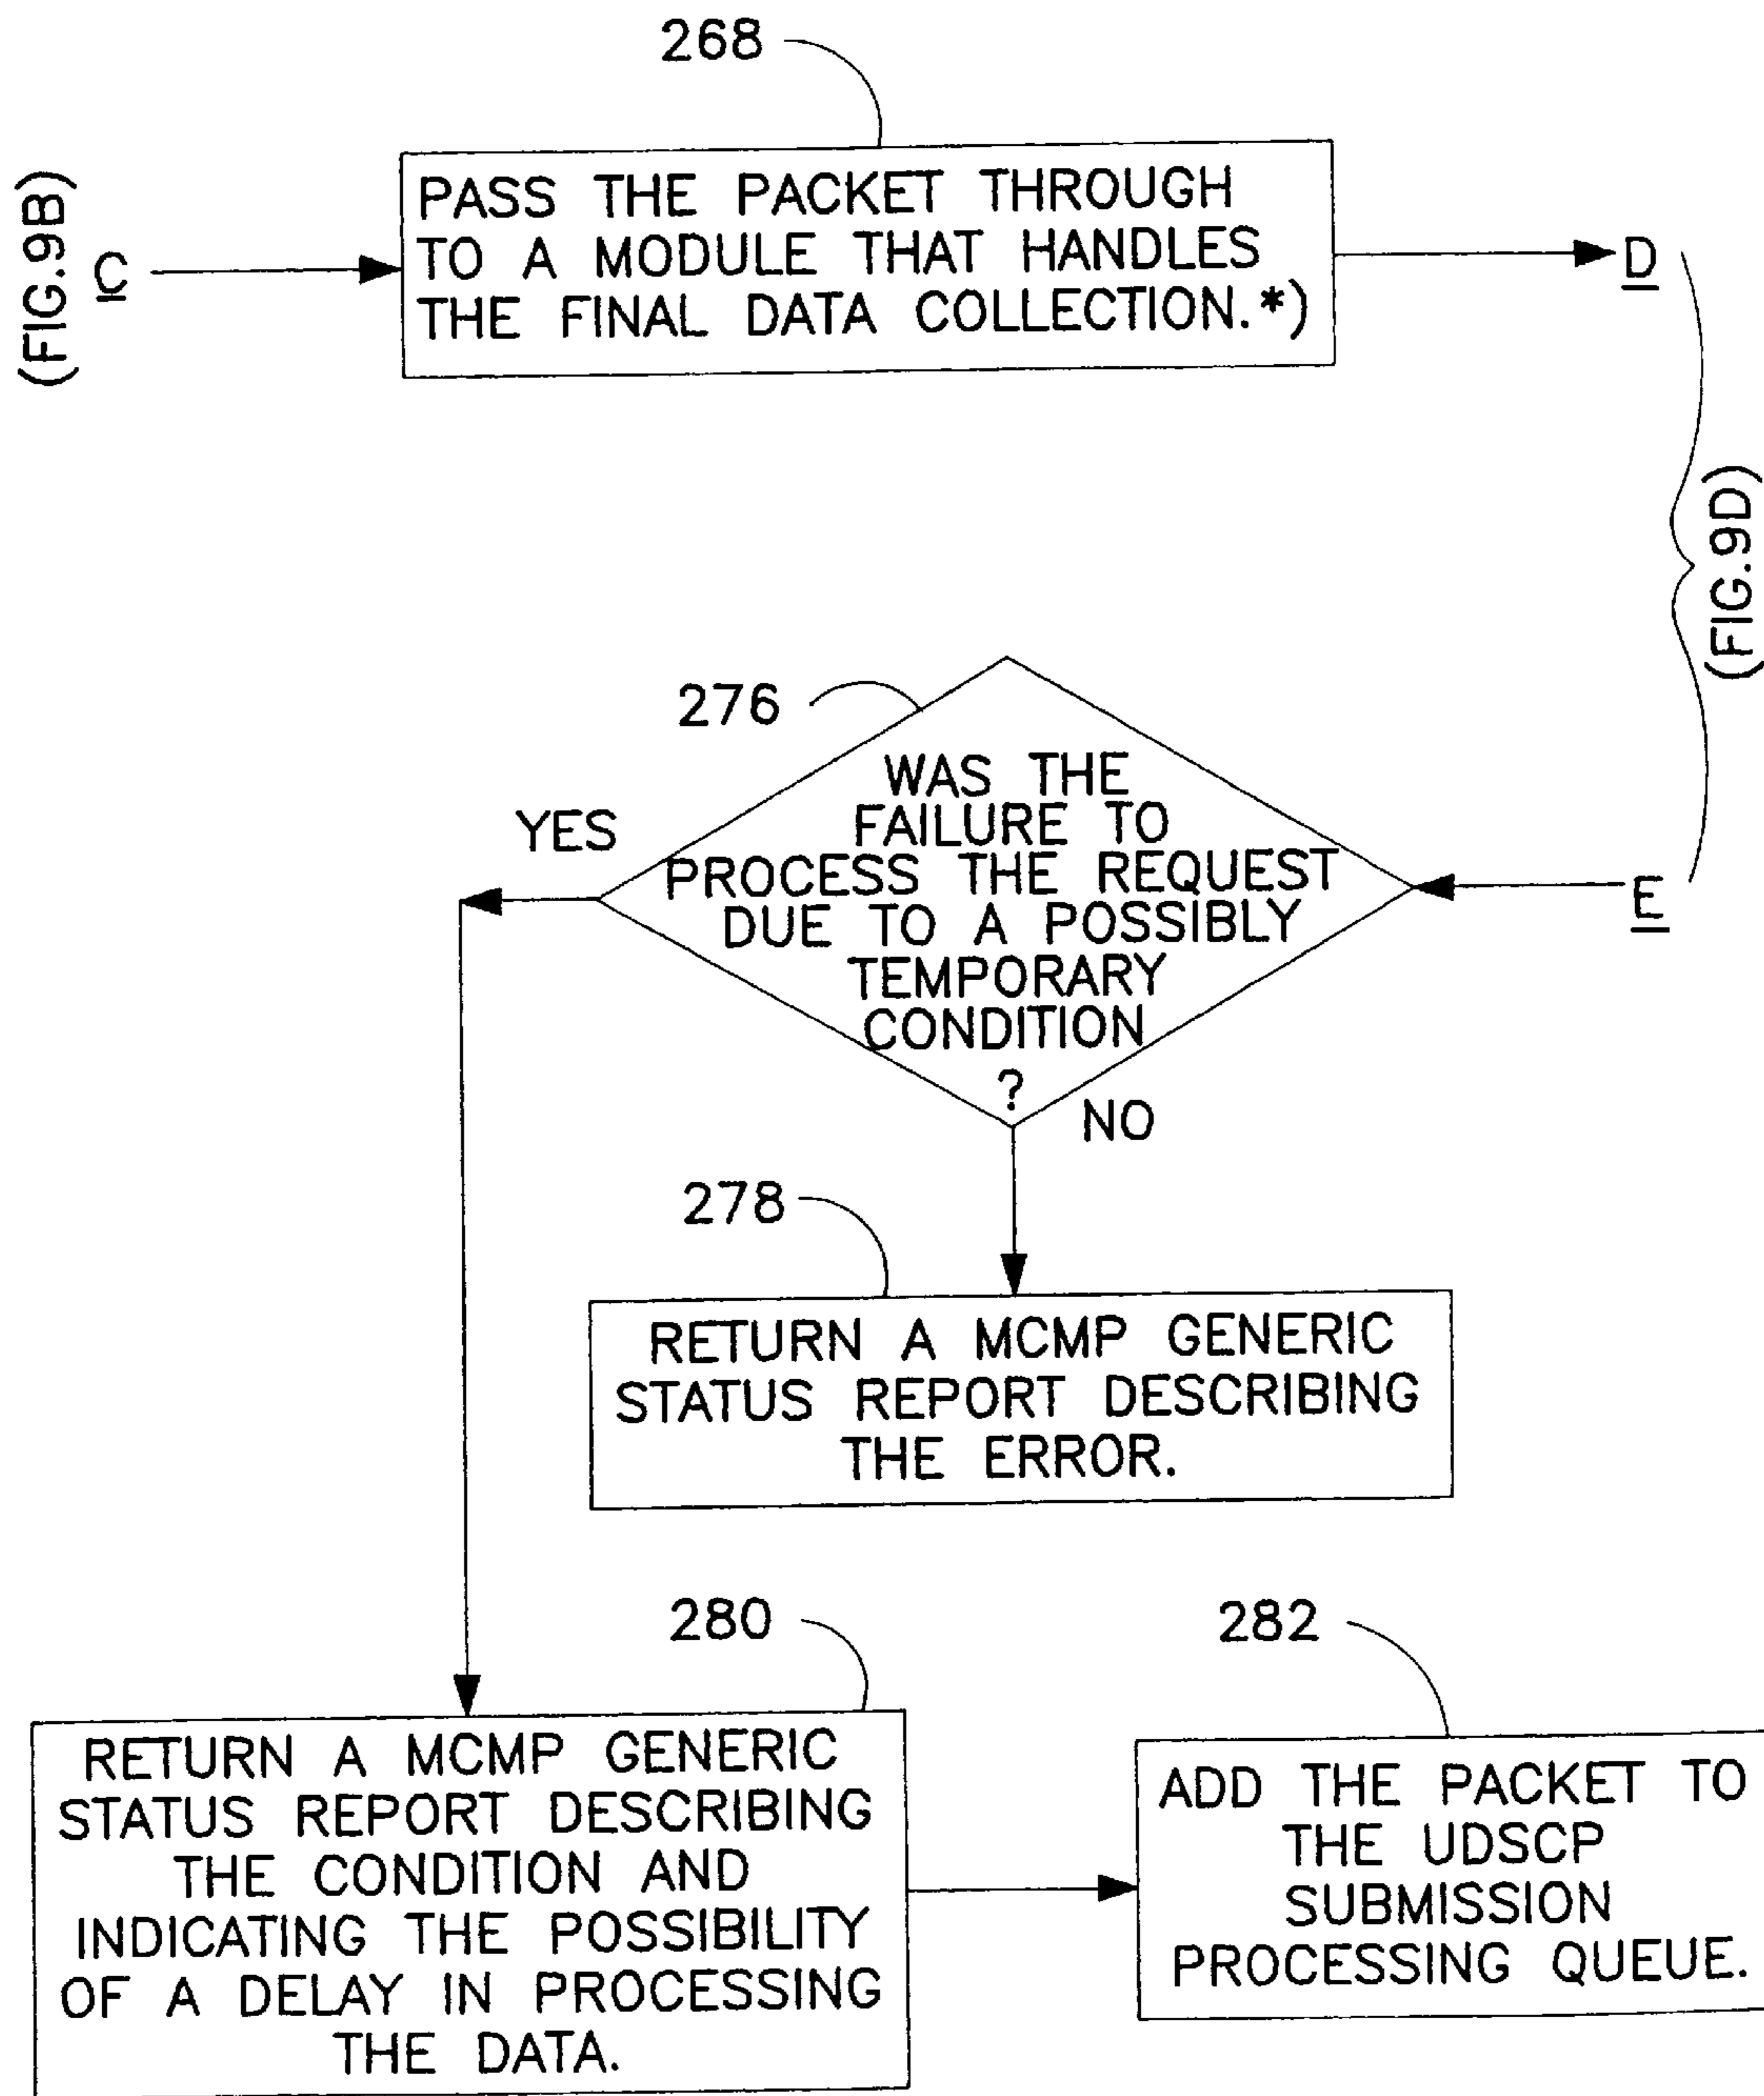 268
(FIG.9B)
C
PASS THE PACKET THROUGH
TO A MODULE THAT HANDLES
THE FINAL DATA COLLECTION.*)
D
(FIG.9D)
276
WAS THE
FAILURE TO
PROCESS THE REQUEST
DUE TO A POSSIBLY
TEMPORARY
CONDITION
?
YES
E
NO
278
RETURN A MCMP GENERIC
STATUS REPORT DESCRIBING
THE ERROR.
280
RETURN A MCMP GENERIC
STATUS REPORT DESCRIBING
THE CONDITION AND
INDICATING THE POSSIBILITY
OF A DELAY IN PROCESSING
THE DATA.
282
ADD THE PACKET TO
THE UDSCP
SUBMISSION
PROCESSING QUEUE.